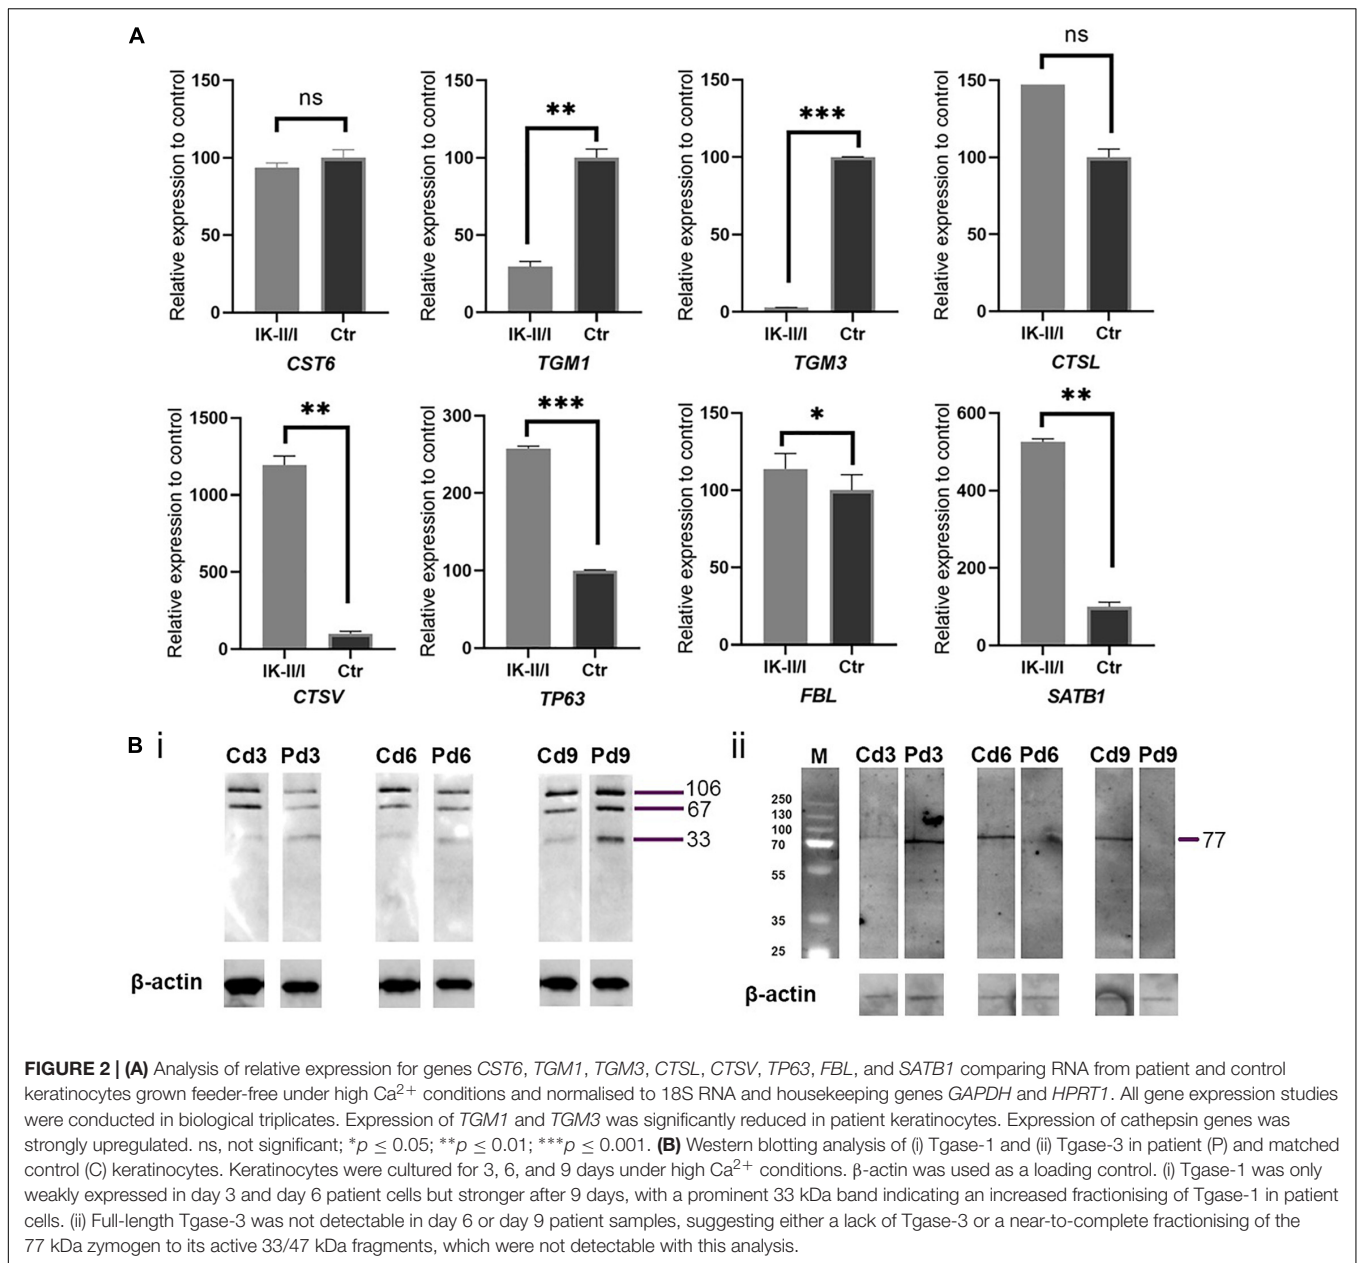 A
Relative expression to control
150
100
50
0
ns
IK-II/I Ctr
CST6
Relative expression to control
150
100
50
0
**
IK-II/I Ctr
TGM1
Relative expression to control
150
100
50
0
***
IK-II/I Ctr
TGM3
Relative expression to control
150
100
50
0
ns
IK-II/I Ctr
CTSL
Relative expression to control
1500
1000
500
0
**
IK-II/I Ctr
CTSV
Relative expression to control
300
200
100
0
***
IK-II/I Ctr
TP63
Relative expression to control
150
100
50
0
*
IK-II/I Ctr
FBL
Relative expression to control
600
400
200
0
**
IK-II/I Ctr
SATB1
B i
Cd3 Pd3 Cd6 Pd6 Cd9 Pd9
106
67
33
β-actin
ii
M Cd3 Pd3 Cd6 Pd6 Cd9 Pd9
250
130
100
70
55
35
25
77
β-actin
FIGURE 2 | (A) Analysis of relative expression for genes CST6, TGM1, TGM3, CTSL, CTSV, TP63, FBL, and SATB1 comparing RNA from patient and control
keratinocytes grown feeder-free under high Ca2+ conditions and normalised to 18S RNA and housekeeping genes GAPDH and HPRT1. All gene expression studies
were conducted in biological triplicates. Expression of TGM1 and TGM3 was significantly reduced in patient keratinocytes. Expression of cathepsin genes was
strongly upregulated. ns, not significant; *p ≤ 0.05; **p ≤ 0.01; ***p ≤ 0.001. (B) Western blotting analysis of (i) Tgase-1 and (ii) Tgase-3 in patient (P) and matched
control (C) keratinocytes. Keratinocytes were cultured for 3, 6, and 9 days under high Ca2+ conditions. β-actin was used as a loading control. (i) Tgase-1 was only
weakly expressed in day 3 and day 6 patient cells but stronger after 9 days, with a prominent 33 kDa band indicating an increased fractionising of Tgase-1 in patient
cells. (ii) Full-length Tgase-3 was not detectable in day 6 or day 9 patient samples, suggesting either a lack of Tgase-3 or a near-to-complete fractionising of the
77 kDa zymogen to its active 33/47 kDa fragments, which were not detectable with this analysis.